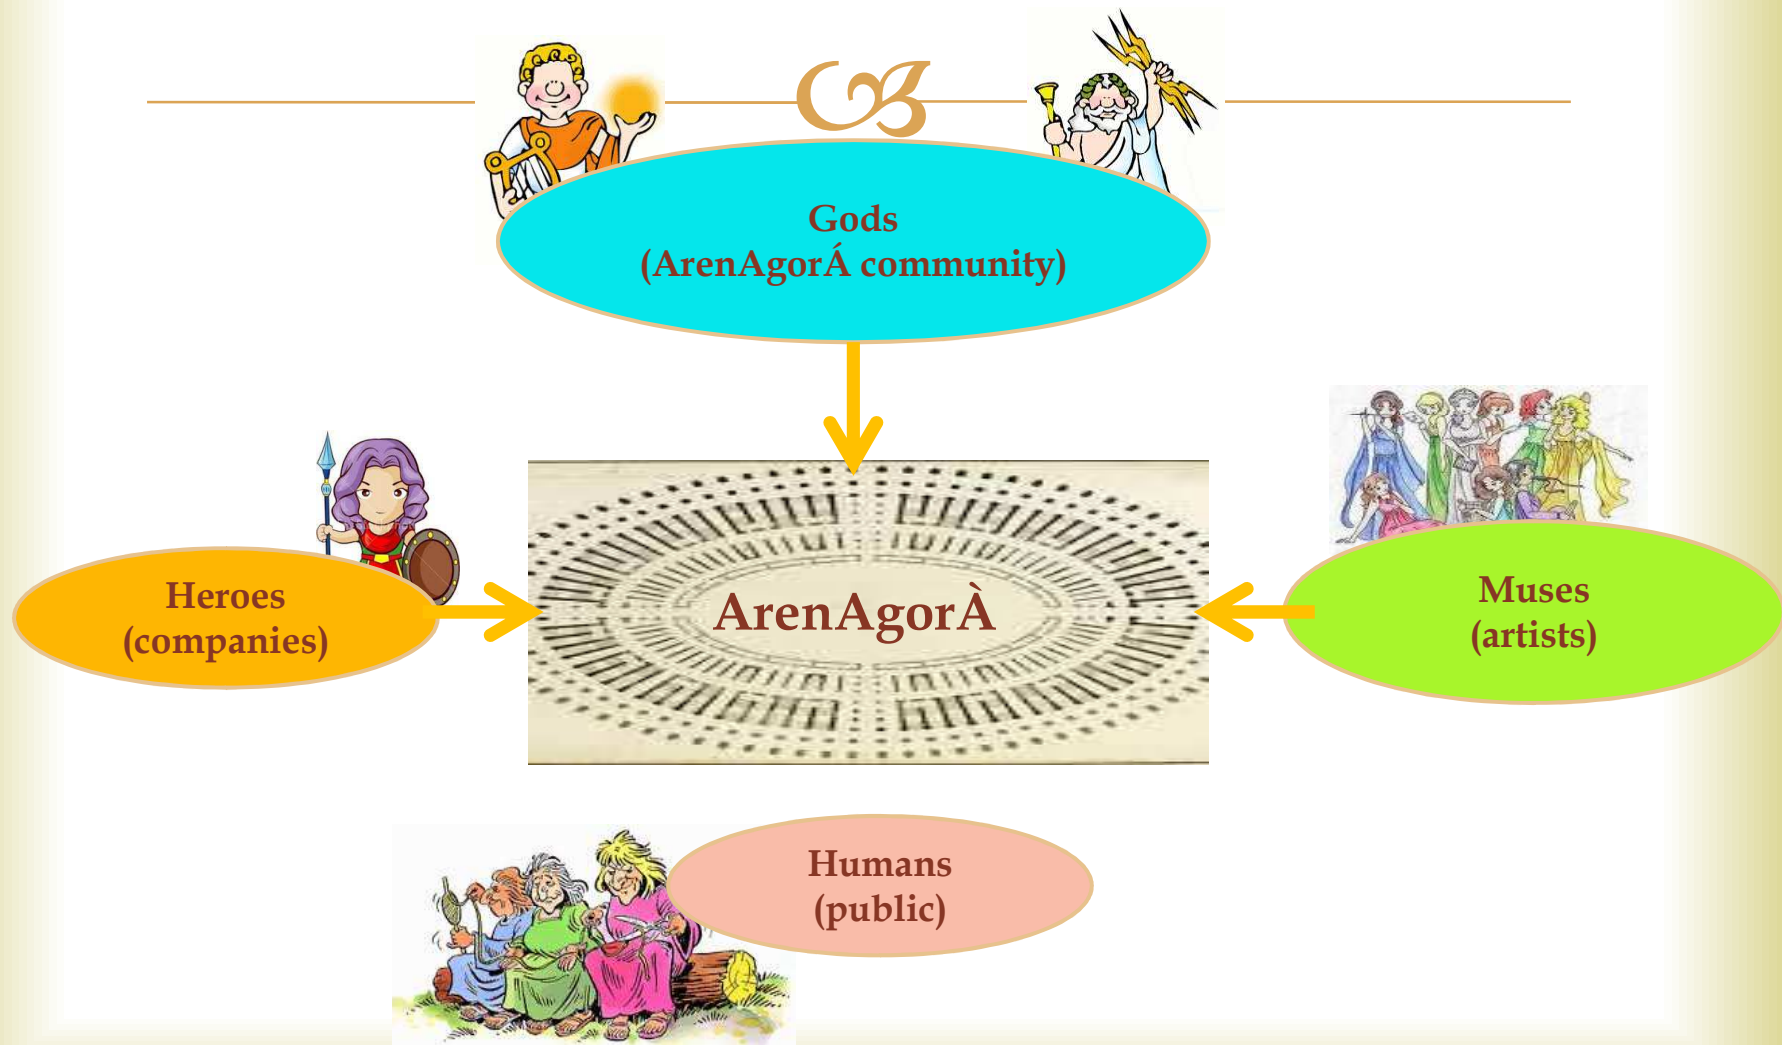 Gods
(ArenAgorÁ community)
Heroes
(companies)
ArenAgorÀ
Muses
(artists)
Humans
(public)